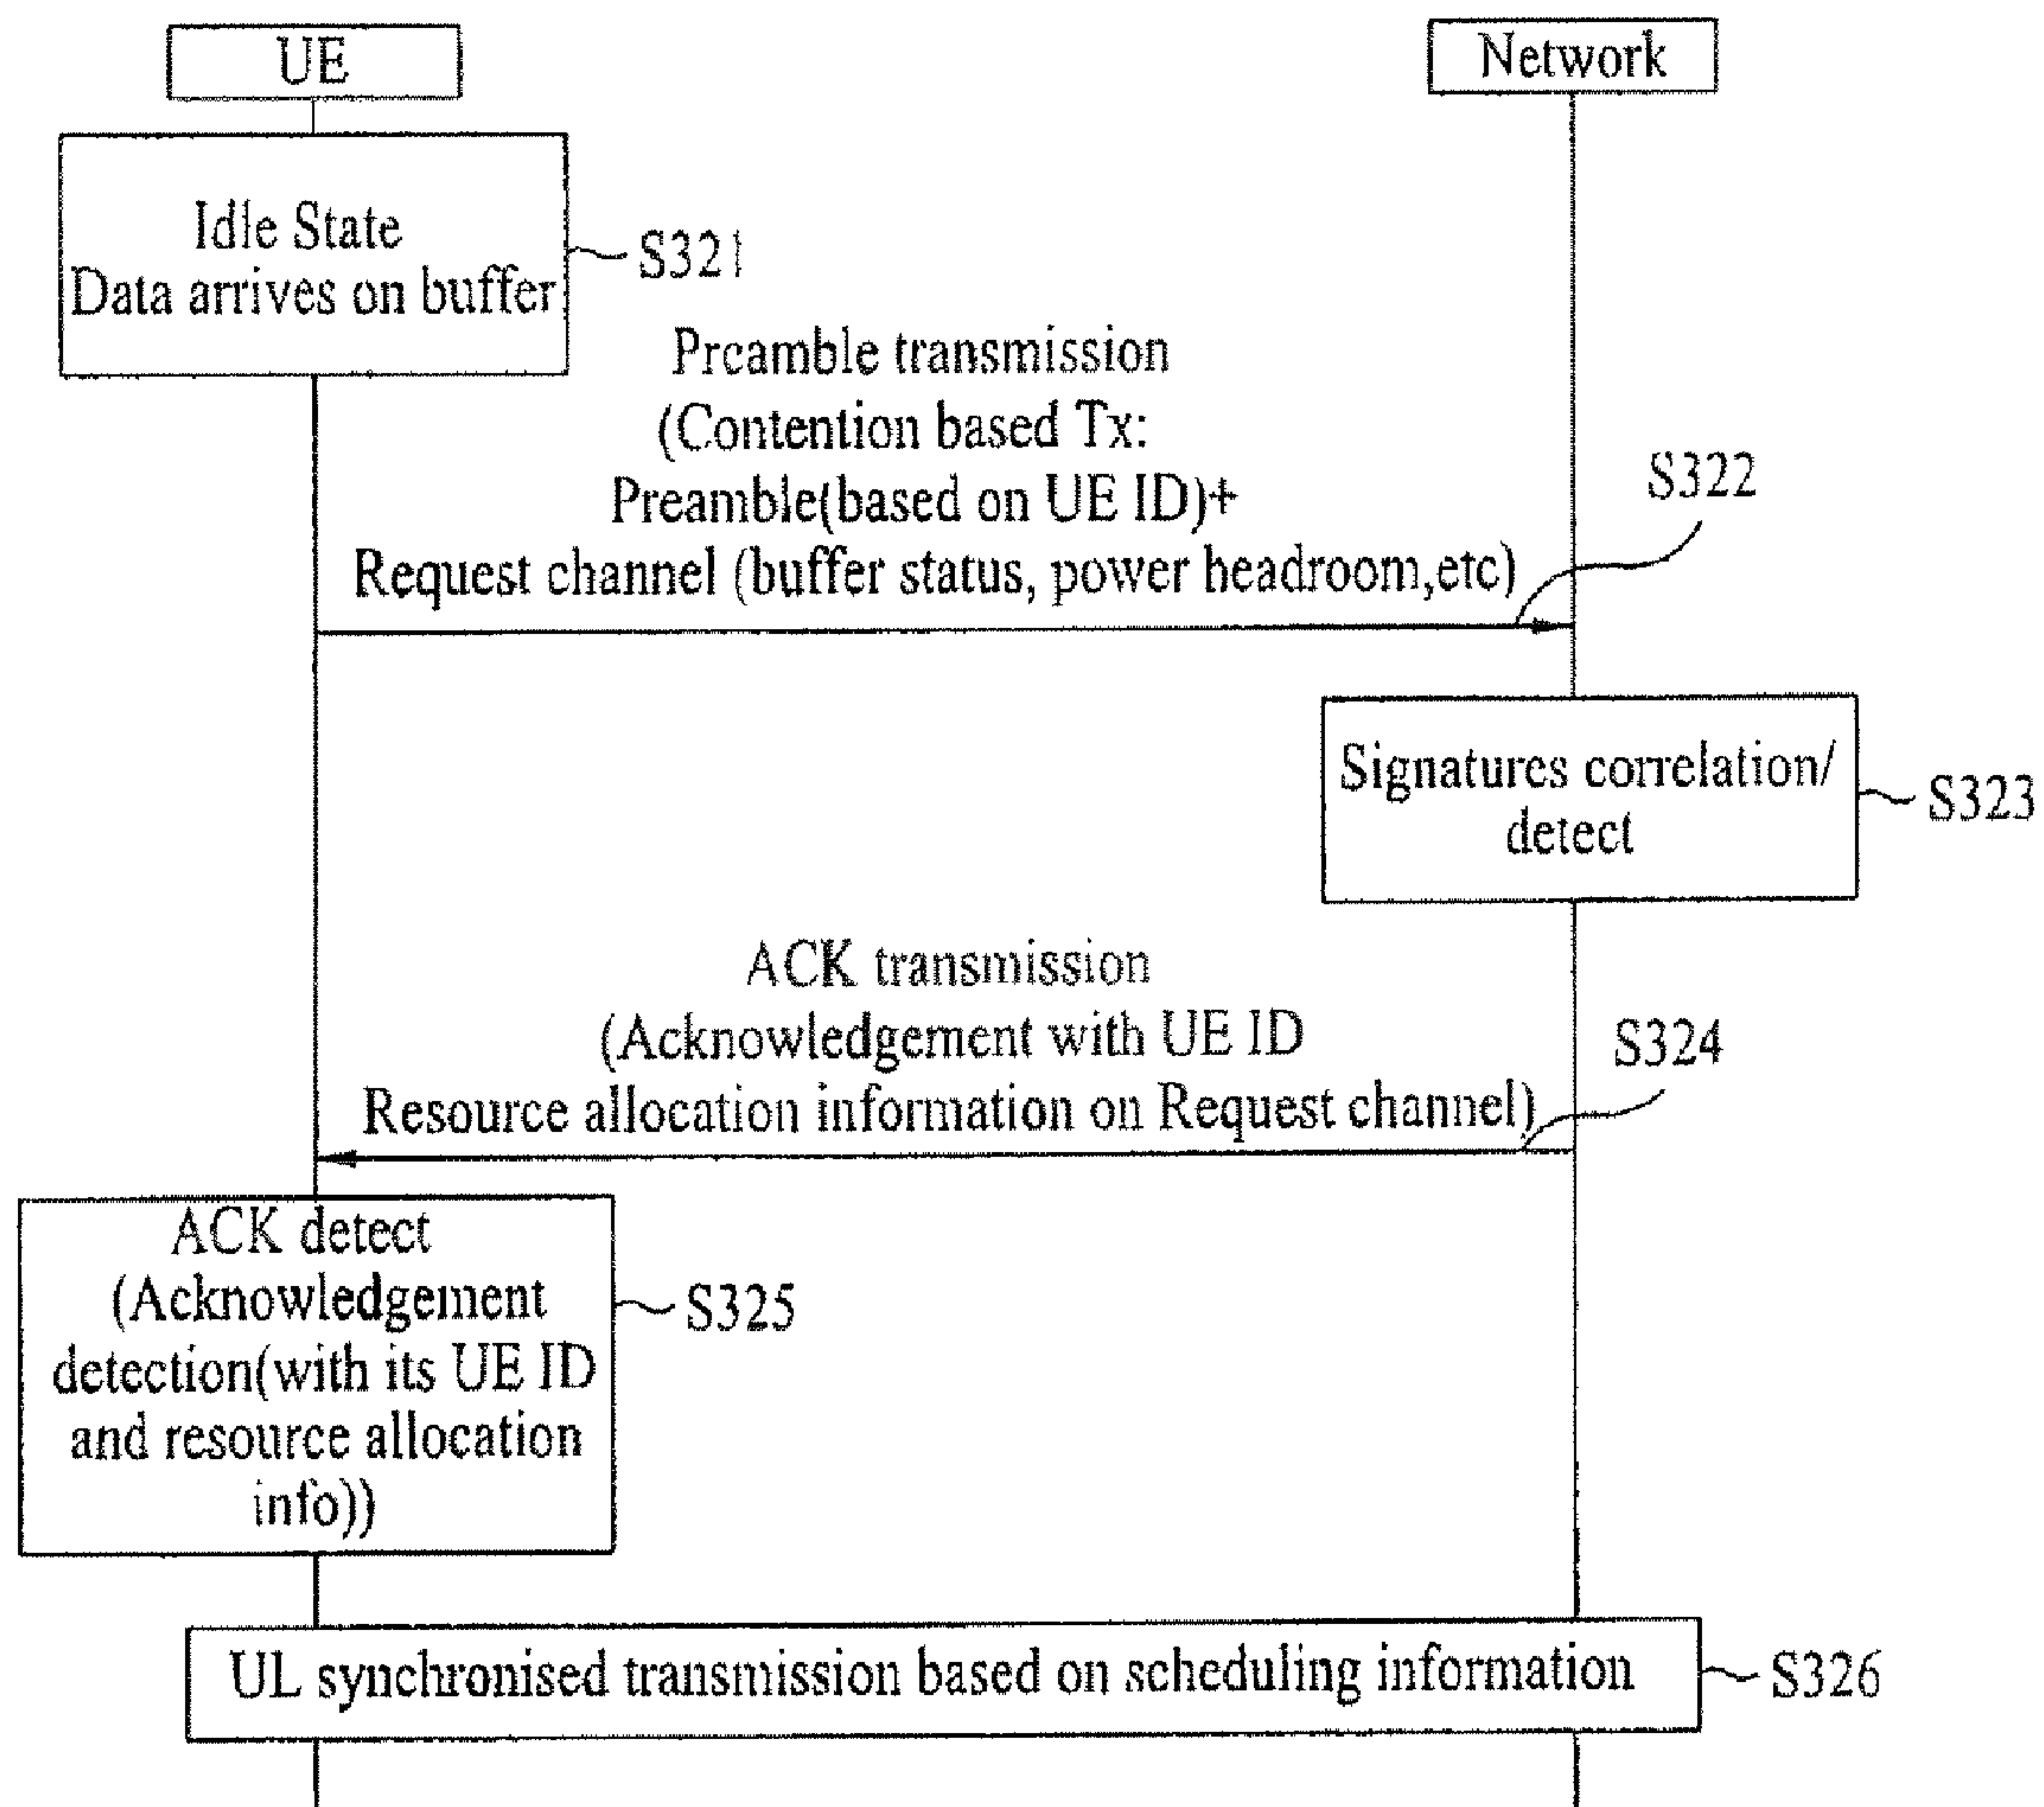 UE
Network
Idle State
Data arrives on buffer
S321
Preamble transmission
(Contention based Tx:
Preamble(based on UE ID)+
Request channel (buffer status, power headroom,etc)
S322
Signatures correlation/
detect
S323
ACK transmission
(Acknowledgement with UE ID
Resource allocation information on Request channel)
S324
ACK detect
(Acknowledgement
detection(with its UE ID
and resource allocation
info))
S325
UL synchronised transmission based on scheduling information
S326